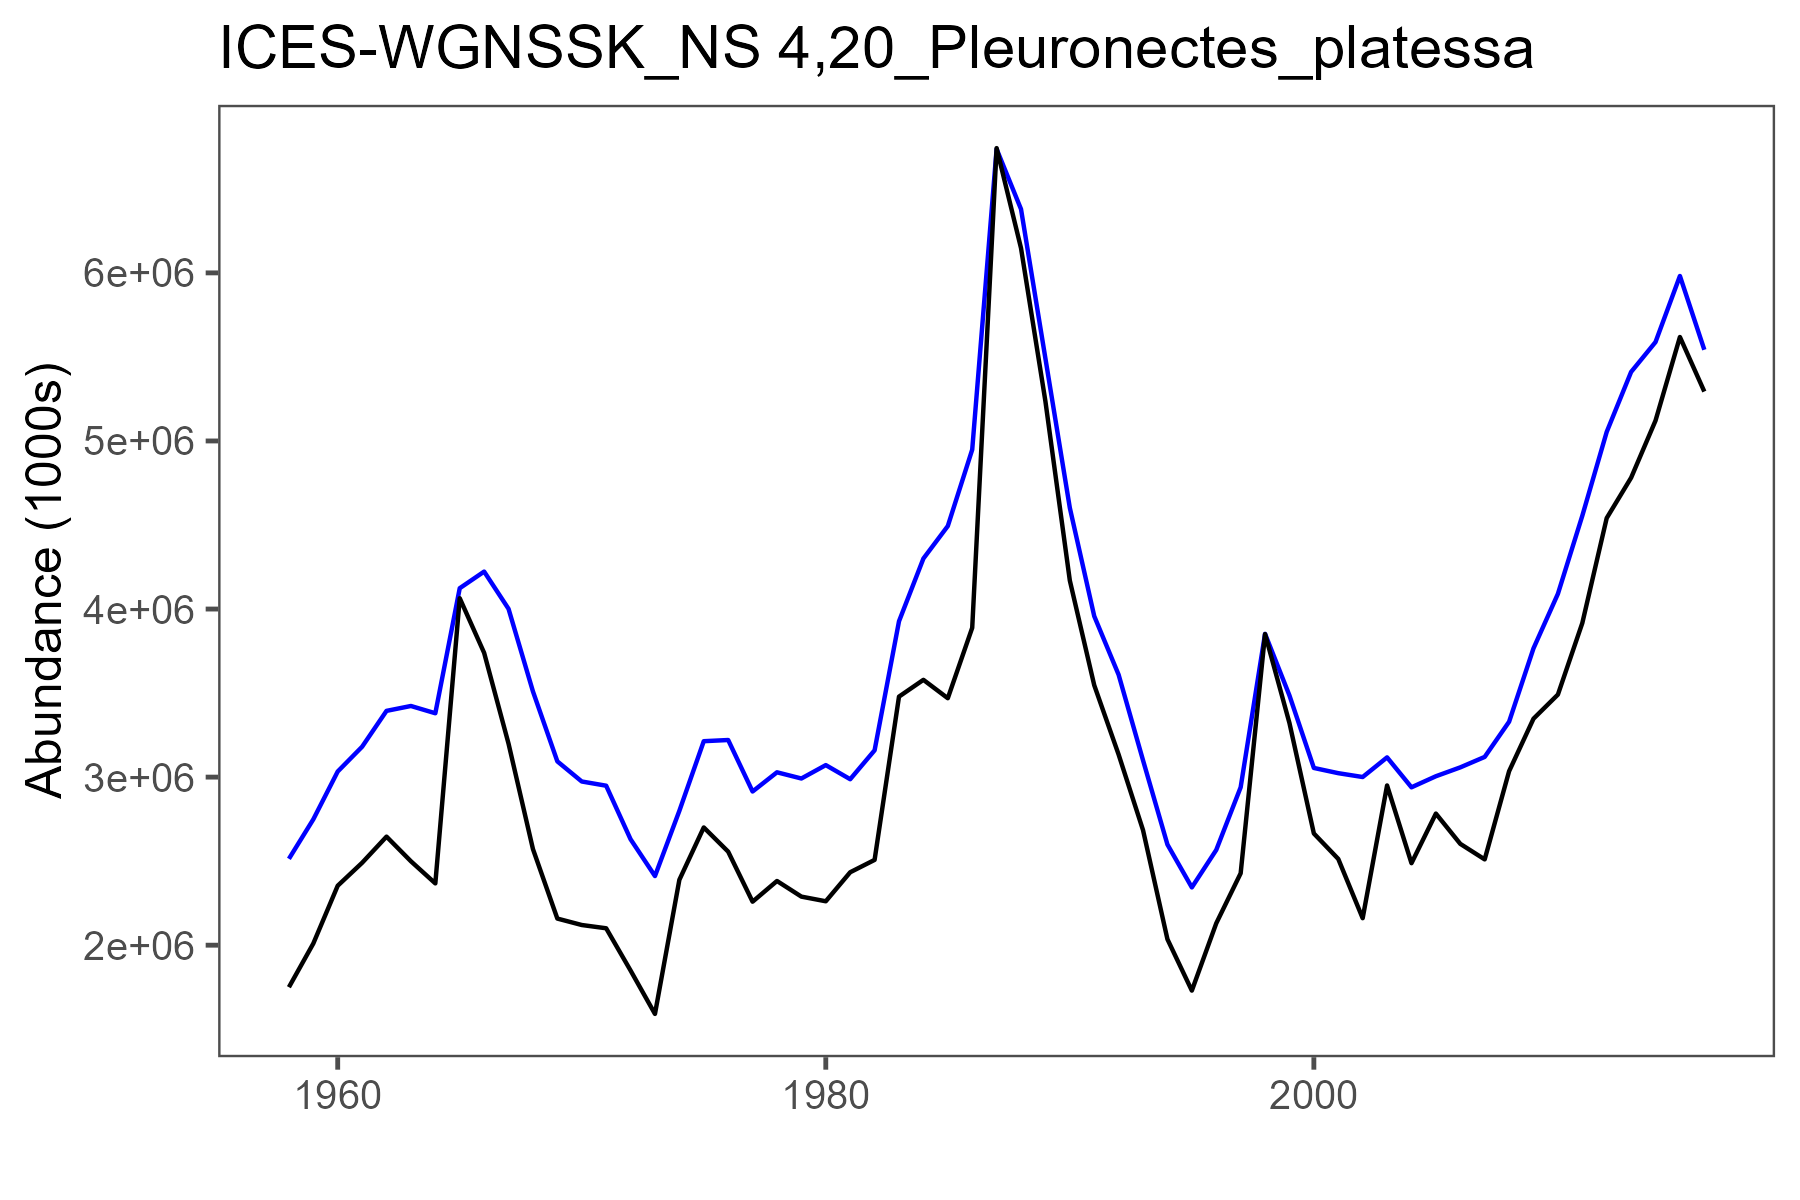 ICES-WGNSSK_NS 4,20_Pleuronectes_platessa
Abundance (1000s)
6e+06
5e+06
4e+06
3e+06
2e+06
1960 1980 2000